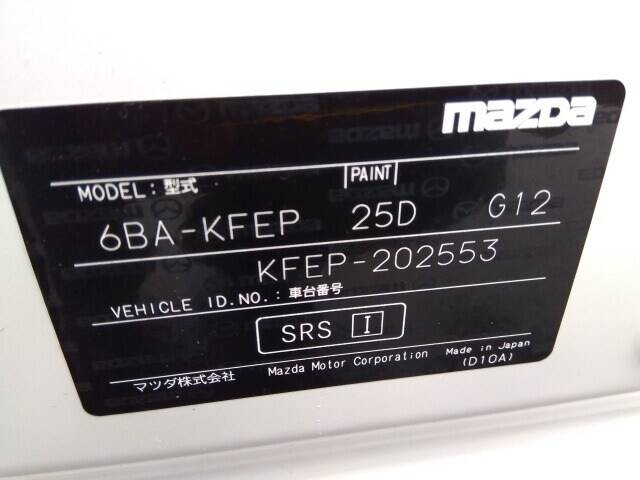 mazda
MODEL : 型式 PAINT
6BA-KFEP 25D G12
KFEP-202553
VEHICLE ID.NO. : 車台番号
SRS I
マツダ株式会社 Mazda Motor Corporation Made in Japan
(D10A)